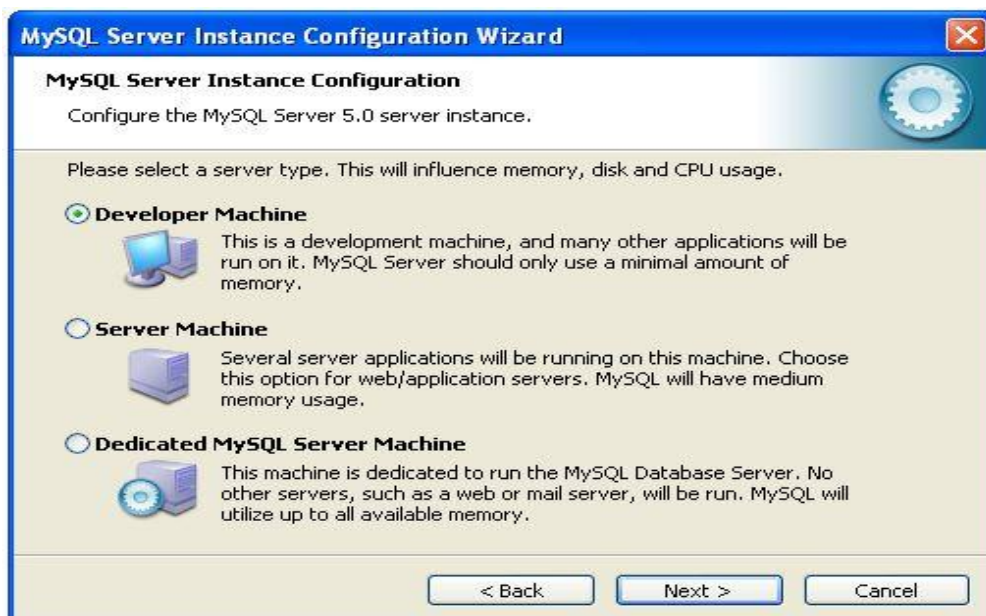 MySQL Server Instance Configuration Wizard
MySQL Server Instance Configuration
Configure the MySQL Server 5.0 server instance.
Please select a server type. This will influence memory, disk and CPU usage.
Developer Machine
This is a development machine, and many other applications will be
run on it. MySQL Server should only use a minimal amount of
memory.
Server Machine
Several server applications will be running on this machine. Choose
this option for web/application servers. MySQL will have medium
memory usage.
Dedicated MySQL Server Machine
This machine is dedicated to run the MySQL Database Server. No
other servers, such as a web or mail server, will be run. MySQL will
utilize up to all available memory.
< Back Next > Cancel